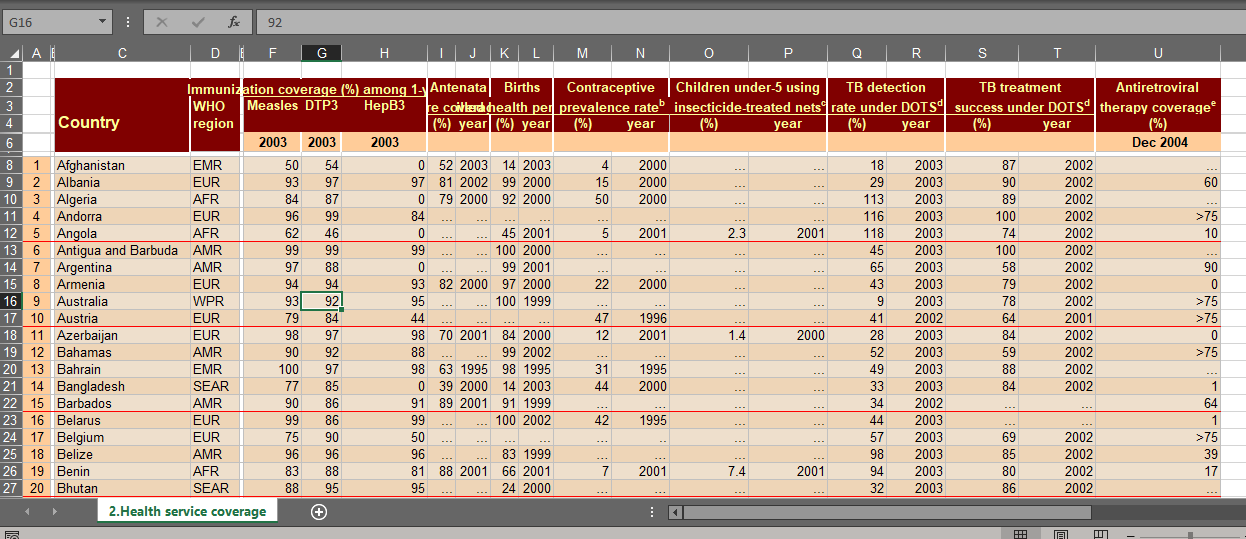 G16 fx 92
A C D F G H I J K L M N O P Q R S T U
1
2 Immunization coverage (%) among 1-y Antenata Births Contraceptive Children under-5 using TB detection TB treatment Antiretroviral
3 WHO Measles DTP3 HepB3 health per prevalence rateb insecticide-treated netsc rate under DOTSd success under DOTSd therapy coveragee
4 Country region (%) year (%) year (%) year (%) year (%) year (%) year (%)
6 2003 2003 2003 Dec 2004
8 1 Afghanistan EMR 50 54 0 52 2003 14 2003 4 2000 ... ... 18 2003 87 2002 ...
9 2 Albania EUR 93 97 97 81 2002 99 2000 15 2000 ... ... 29 2003 90 2002 60
10 3 Algeria AFR 84 87 0 79 2000 92 2000 50 2000 ... ... 113 2003 89 2002 ...
11 4 Andorra EUR 96 99 84 ... ... ... ... ... ... ... ... 116 2003 100 2002 >75
12 5 Angola AFR 62 46 0 ... ... 45 2001 5 2001 2.3 2001 118 2003 74 2002 10
13 6 Antigua and Barbuda AMR 99 99 99 ... ... 100 2000 ... ... ... ... 45 2003 100 2002 ...
14 7 Argentina AMR 97 88 0 ... ... 99 2001 ... ... ... ... 65 2003 58 2002 90
15 8 Armenia EUR 94 94 93 82 2000 97 2000 22 2000 ... ... 43 2003 79 2002 0
16 9 Australia WPR 93 92 95 ... ... 100 1999 ... ... ... ... 9 2003 78 2002 >75
17 10 Austria EUR 79 84 44 ... ... ... ... 47 1996 ... ... 41 2002 64 2001 >75
18 11 Azerbaijan EUR 98 97 98 70 2001 84 2000 12 2001 1.4 2000 28 2003 84 2002 0
19 12 Bahamas AMR 90 92 88 ... ... 99 2002 ... ... ... ... 52 2003 59 2002 >75
20 13 Bahrain EMR 100 97 98 63 1995 98 1995 31 1995 ... ... 49 2003 88 2002 ...
21 14 Bangladesh SEAR 77 85 0 39 2000 14 2003 44 2000 ... ... 33 2003 84 2002 1
22 15 Barbados AMR 90 86 91 89 2001 91 1999 ... ... ... ... 34 2002 ... ... 64
23 16 Belarus EUR 99 86 99 ... ... 100 2002 42 1995 ... ... 44 2003 ... ... 1
24 17 Belgium EUR 75 90 50 ... ... ... ... ... .. ... ... 57 2003 69 2002 >75
25 18 Belize AMR 96 96 96 ... ... 83 1999 ... ... ... ... 98 2003 85 2002 39
26 19 Benin AFR 83 88 81 88 2001 66 2001 7 2001 7.4 2001 94 2003 80 2002 17
27 20 Bhutan SEAR 88 95 95 ... ... 24 2000 ... ... ... ... 32 2003 86 2002 ...
2.Health service coverage